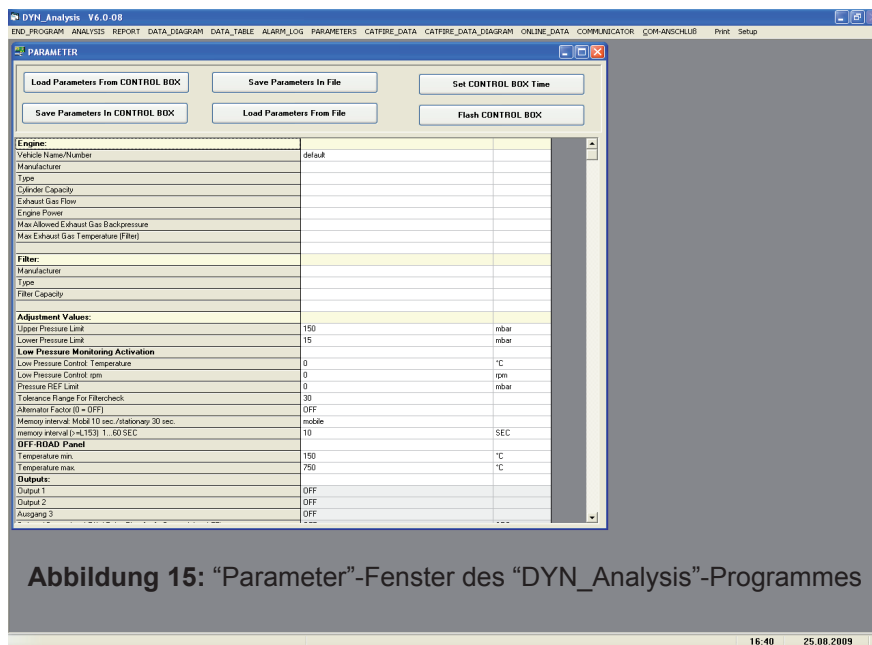 DYN_Analysis V6.0-08
END_PROGRAM ANALYSIS REPORT DATA_DIAGRAM DATA_TABLE ALARM_LOG PARAMETERS CATFIRE_DATA CATFIRE_DATA_DIAGRAM ONLINE_DATA COMMUNICATOR COM-ANSCHLUß Print Setup
PARAMETER
Load Parameters From CONTROL BOX Save Parameters In File Set CONTROL BOX Time
Save Parameters In CONTROL BOX Load Parameters From File Flash CONTROL BOX
Engine:
Vehicle Name/Number default
Manufacturer
Type
Cylinder Capacity
Exhaust Gas Flow
Engine Power
Max Allowed Exhaust Gas Backpressure
Max Exhaust Gas Temperature (Filter)
Filter:
Manufacturer
Type
Filter Capacity
Adjustment Values:
Upper Pressure Limit 150 mbar
Lower Pressure Limit 15 mbar
Low Pressure Monitoring Activation
Low Pressure Control: Temperature 0 °C
Low Pressure Control: rpm 0 rpm
Pressure REF Limit 0 mbar
Tolerance Range For Filtercheck 30
Alternator Factor (0 = OFF) OFF
Memory interval: Mobil 10 sec./stationary 30 sec. mobile
memory interval (>=L153) 1...60 SEC 10 SEC
OFF-ROAD Panel
Temperature min. 150 °C
Temperature max. 750 °C
Outputs:
Output 1 OFF
Output 2 OFF
Ausgang 3 OFF
Abbildung 15: “Parameter”-Fenster des “DYN_Analysis”-Programmes
16:40 25.08.2009